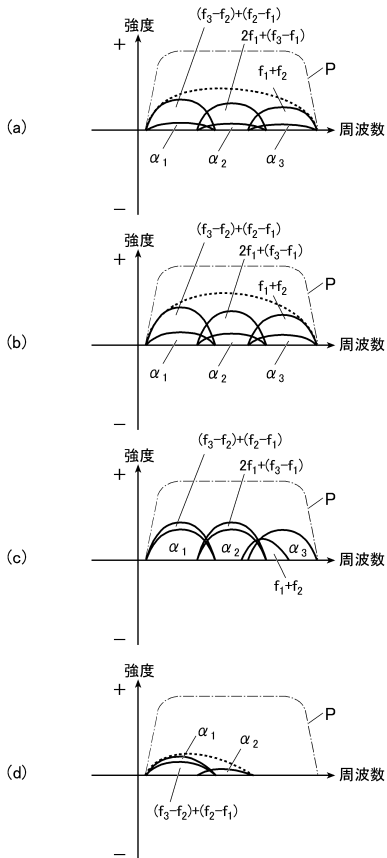 強度
(f₃−f₂)+(f₂−f₁)
2f₁+(f₃−f₁)
f₁+f₂
P
+
(a)
周波数
α₁
α₂
α₃
−
強度
(f₃−f₂)+(f₂−f₁)
2f₁+(f₃−f₁)
f₁+f₂
P
+
(b)
周波数
α₁
α₂
α₃
−
強度
(f₃−f₂)+(f₂−f₁)
2f₁+(f₃−f₁)
P
+
(c)
α₁
α₂
α₃
周波数
f₁+f₂
−
強度
+
P
α₁
α₂
(d)
周波数
(f₃−f₂)+(f₂−f₁)
−